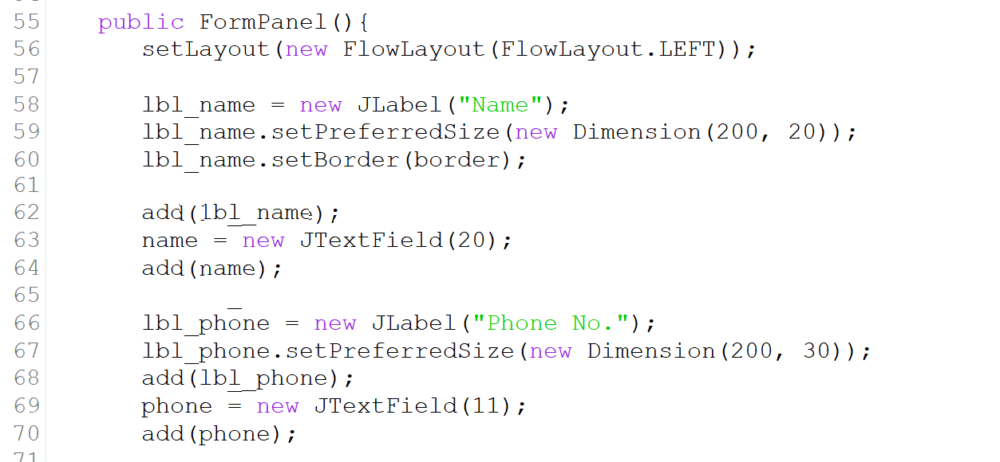 55 public FormPanel(){
56 setLayout(new FlowLayout(FlowLayout.LEFT));
57
58 lbl_name = new JLabel("Name");
59 lbl_name.setPreferredSize(new Dimension(200, 20));
60 lbl_name.setBorder(border);
61
62 add(lbl_name);
63 name = new JTextField(20);
64 add(name);
65
66 lbl_phone = new JLabel("Phone No.");
67 lbl_phone.setPreferredSize(new Dimension(200, 30));
68 add(lbl_phone);
69 phone = new JTextField(11);
70 add(phone);
71